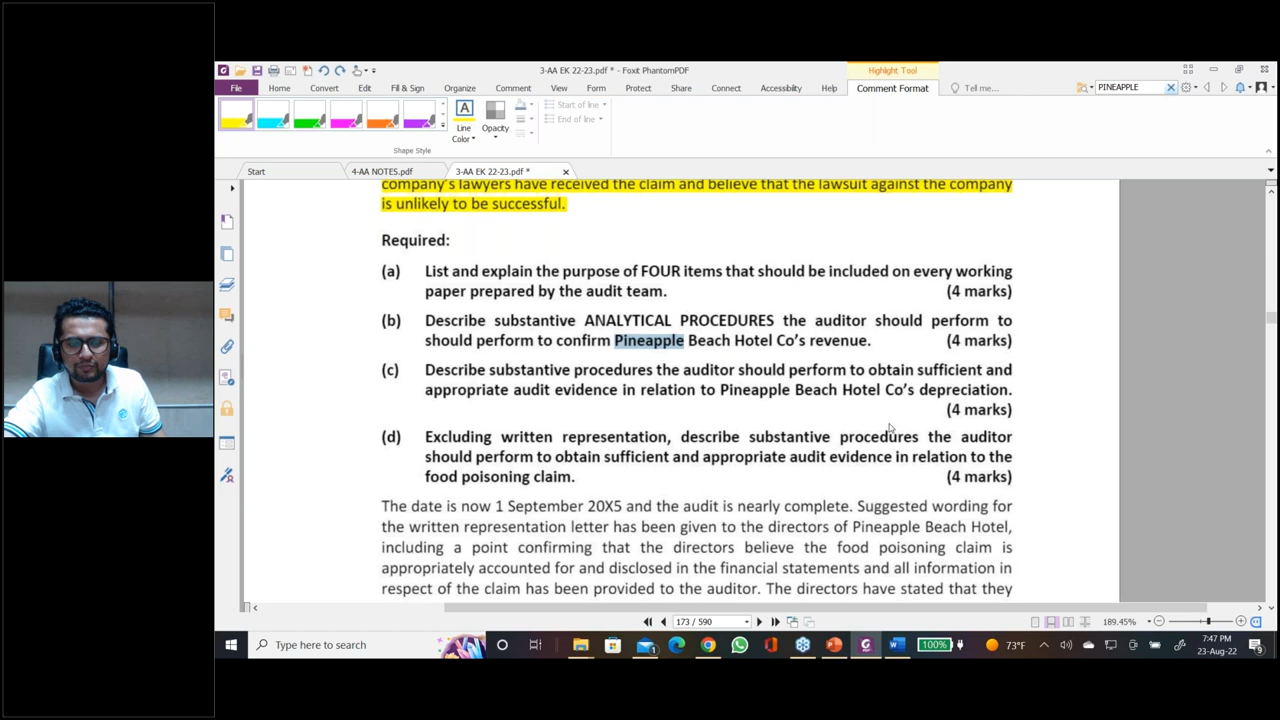 3-AA EK 22-23.pdf * - Foxit PhantomPDF
Highlight Tool
File Home Convert Edit Fill & Sign Organize Comment View Form Protect Share Connect Accessibility Help Comment Format Tell me... PINEAPPLE
Line Color Opacity
Start of line
End of line
Shape Style
Start 4-AA NOTES.pdf 3-AA EK 22-23.pdf *
company's lawyers have received the claim and believe that the lawsuit against the company
is unlikely to be successful.
Required:
(a) List and explain the purpose of FOUR items that should be included on every working
paper prepared by the audit team. (4 marks)
(b) Describe substantive ANALYTICAL PROCEDURES the auditor should perform to
should perform to confirm Pineapple Beach Hotel Co's revenue. (4 marks)
(c) Describe substantive procedures the auditor should perform to obtain sufficient and
appropriate audit evidence in relation to Pineapple Beach Hotel Co's depreciation.
(4 marks)
(d) Excluding written representation, describe substantive procedures the auditor
should perform to obtain sufficient and appropriate audit evidence in relation to the
food poisoning claim. (4 marks)
The date is now 1 September 20X5 and the audit is nearly complete. Suggested wording for
the written representation letter has been given to the directors of Pineapple Beach Hotel,
including a point confirming that the directors believe the food poisoning claim is
appropriately accounted for and disclosed in the financial statements and all information in
respect of the claim has been provided to the auditor. The directors have stated that they
173 / 590 189.45%
Type here to search 100% 73°F 7:47 PM
23-Aug-22